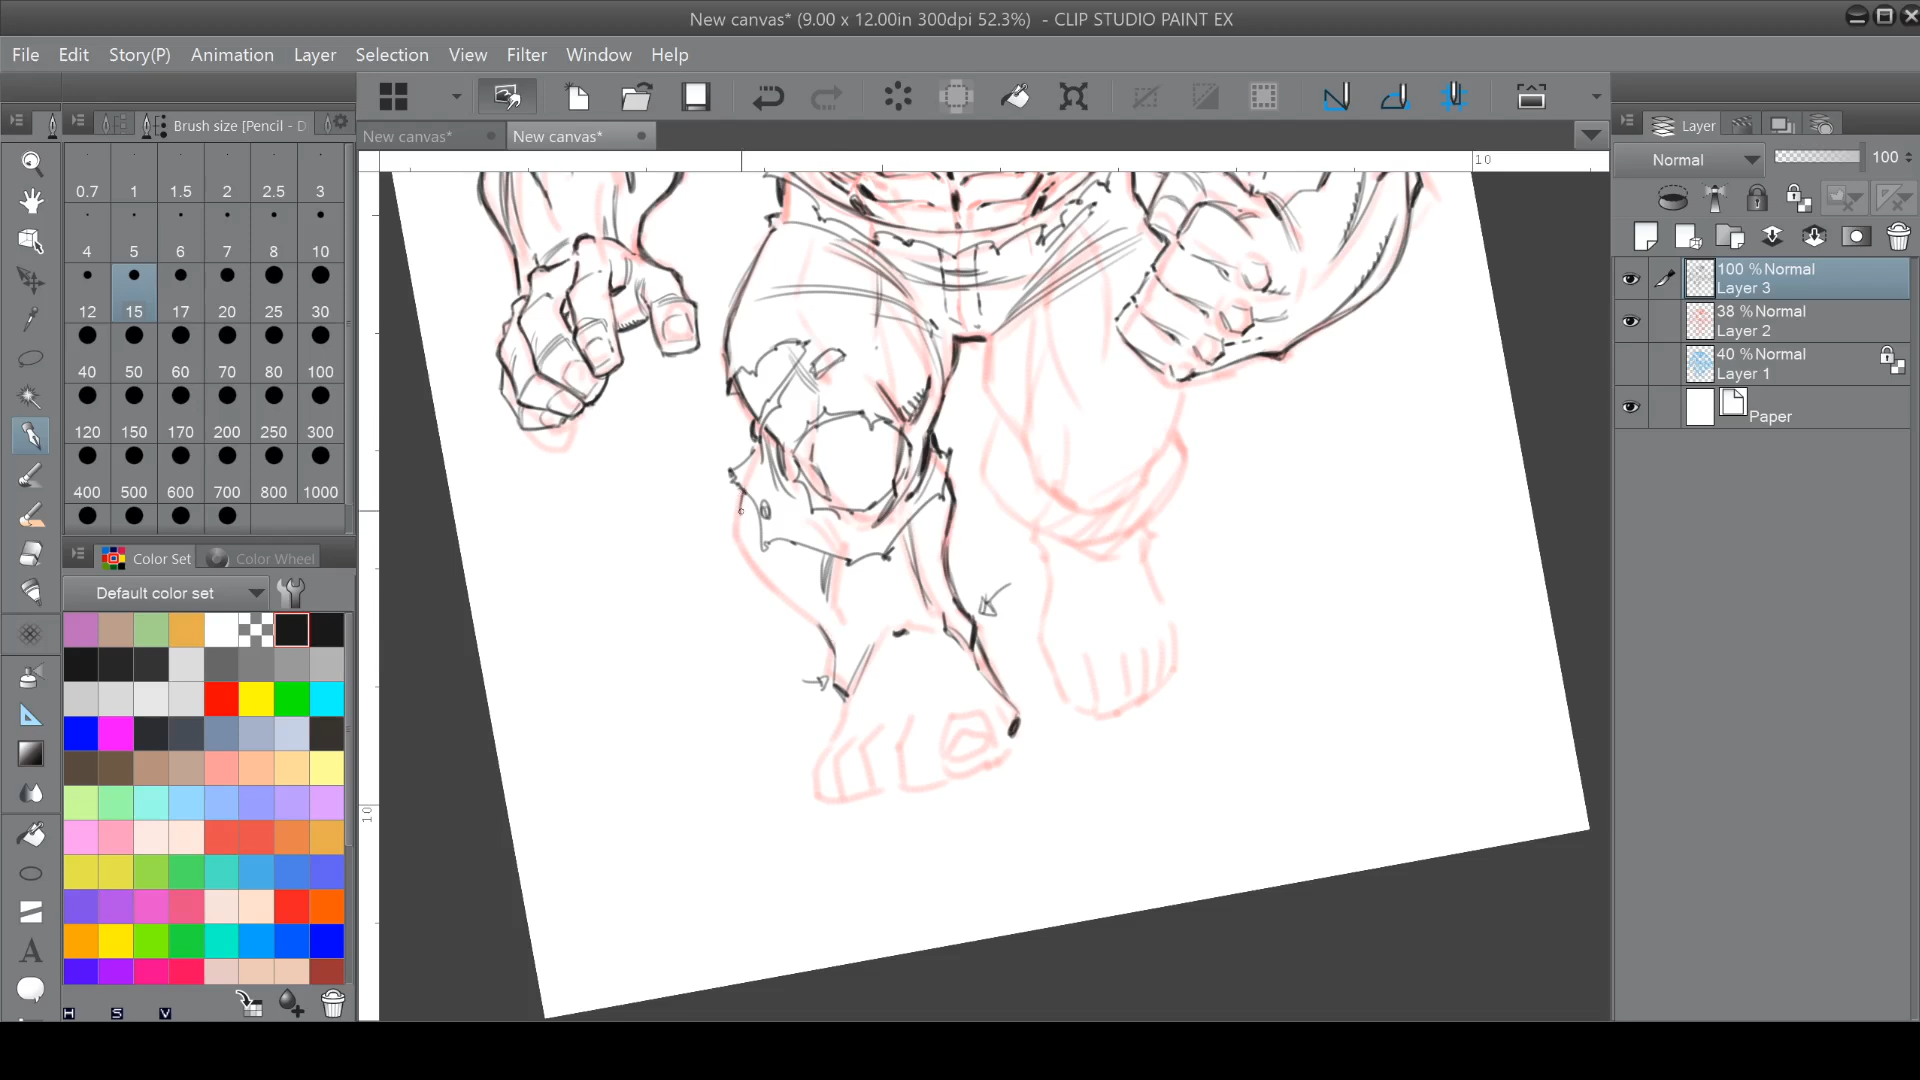 New canvas* (9.00 x 12.00in 300dpi 52.3%) - CLIP STUDIO PAINT EX
File Edit Story(P) Animation Layer Selection View Filter Window Help
Brush size [Pencil - D
New canvas* New canvas*
Layer
Normal 100
0.7 1 1.5 2 2.5 3
4 5 6 7 8 10
12 15 17 20 25 30
40 50 60 70 80 100
120 150 170 200 250 300
400 500 600 700 800 1000
10
10
100 %Normal
Layer 3
38 %Normal
Layer 2
40 %Normal
Layer 1
Paper
Color Set Color Wheel
Default color set
H S V